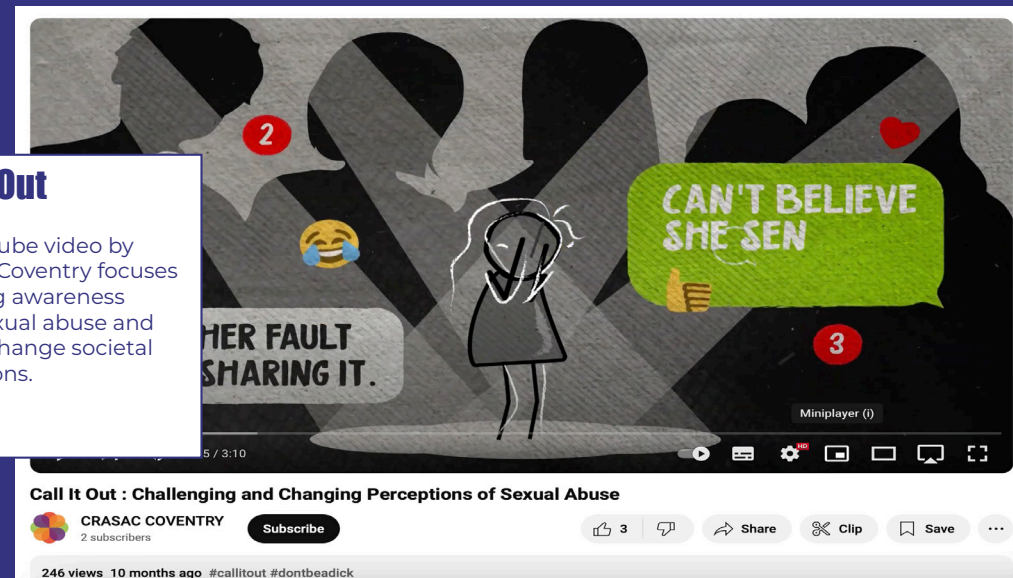 Out
ube video by
Coventry focuses
g awareness
xual abuse and
hange societal
ons.
2
CAN'T BELIEVE
SHE SEN
HER FAULT
SHARING IT.
3
Miniplayer (i)
5 / 3:10
HD
Call It Out : Challenging and Changing Perceptions of Sexual Abuse
CRASAC COVENTRY
2 subscribers
Subscribe
3
Share
Clip
Save
246 views 10 months ago #callitout #dontbeadick